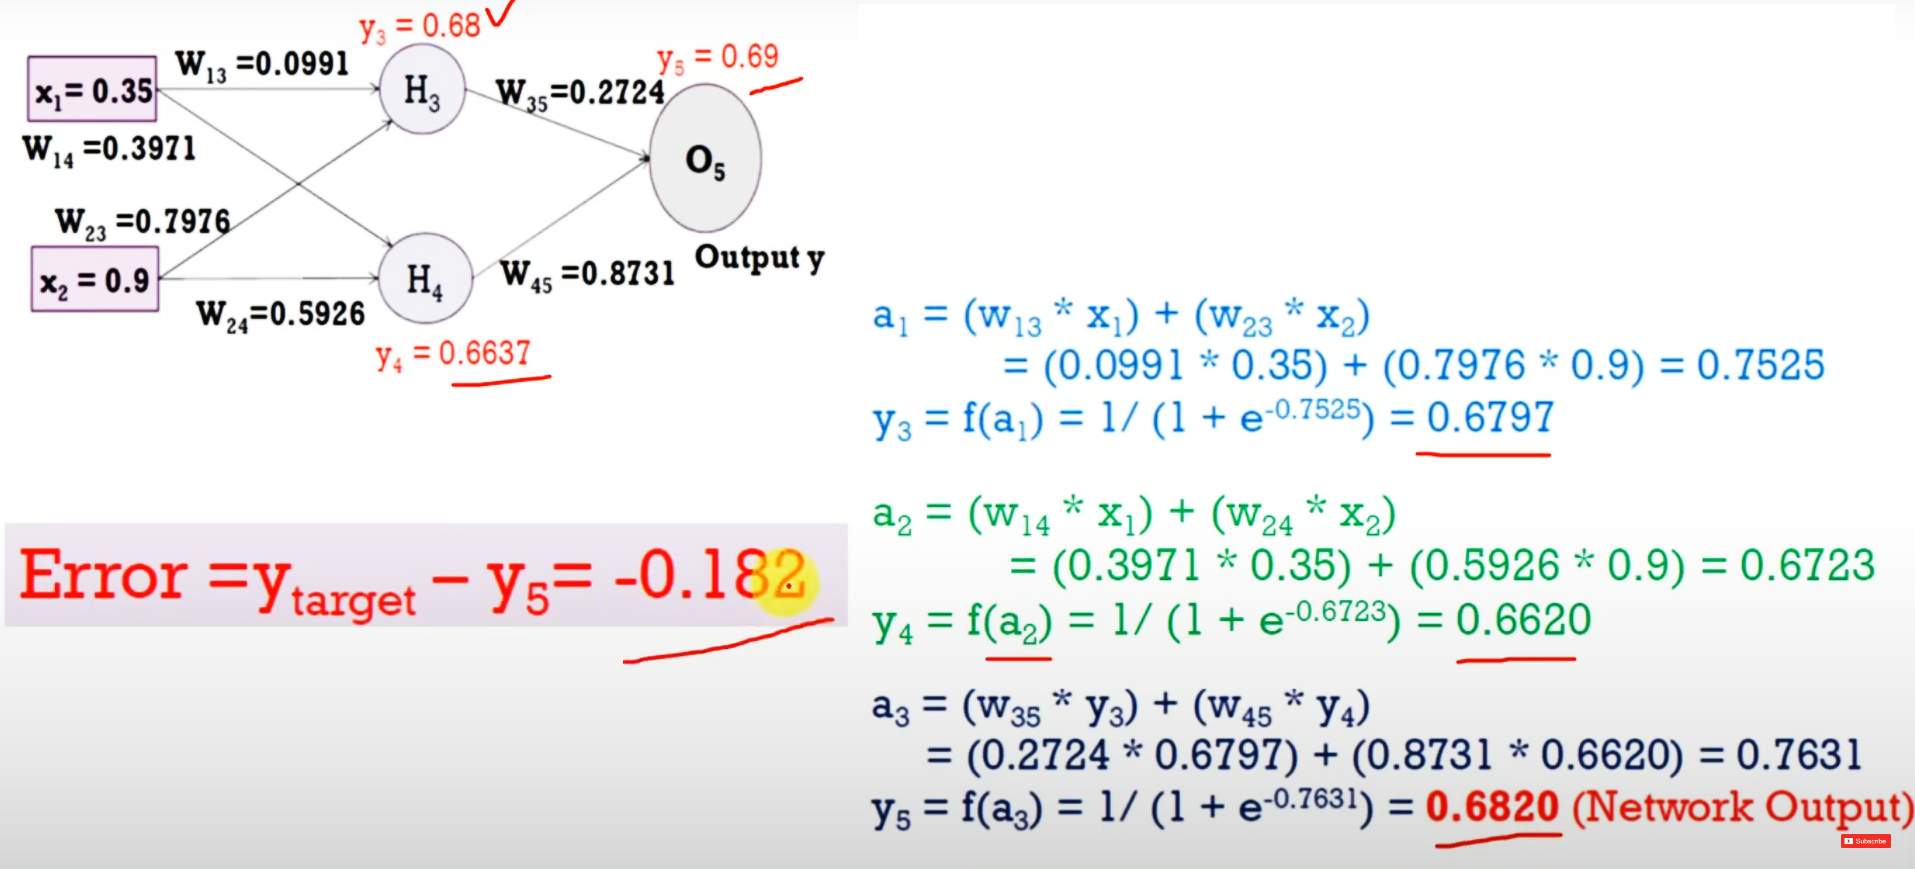 y3 = 0.68
W13 =0.0991
y5 = 0.69
x1= 0.35
H3
W35=0.2724
W14 =0.3971
O5
W23 =0.7976
Output y
x2 = 0.9
H4
W45 =0.8731
W24=0.5926
y4 = 0.6637
Error =ytarget – y5= -0.182
a1 = (w13 * x1) + (w23 * x2)
= (0.0991 * 0.35) + (0.7976 * 0.9) = 0.7525
y3 = f(a1) = 1/ (1 + e-0.7525) = 0.6797
a2 = (w14 * x1) + (w24 * x2)
= (0.3971 * 0.35) + (0.5926 * 0.9) = 0.6723
y4 = f(a2) = 1/ (1 + e-0.6723) = 0.6620
a3 = (w35 * y3) + (w45 * y4)
= (0.2724 * 0.6797) + (0.8731 * 0.6620) = 0.7631
y5 = f(a3) = 1/ (1 + e-0.7631) = 0.6820 (Network Output)
Subscribe